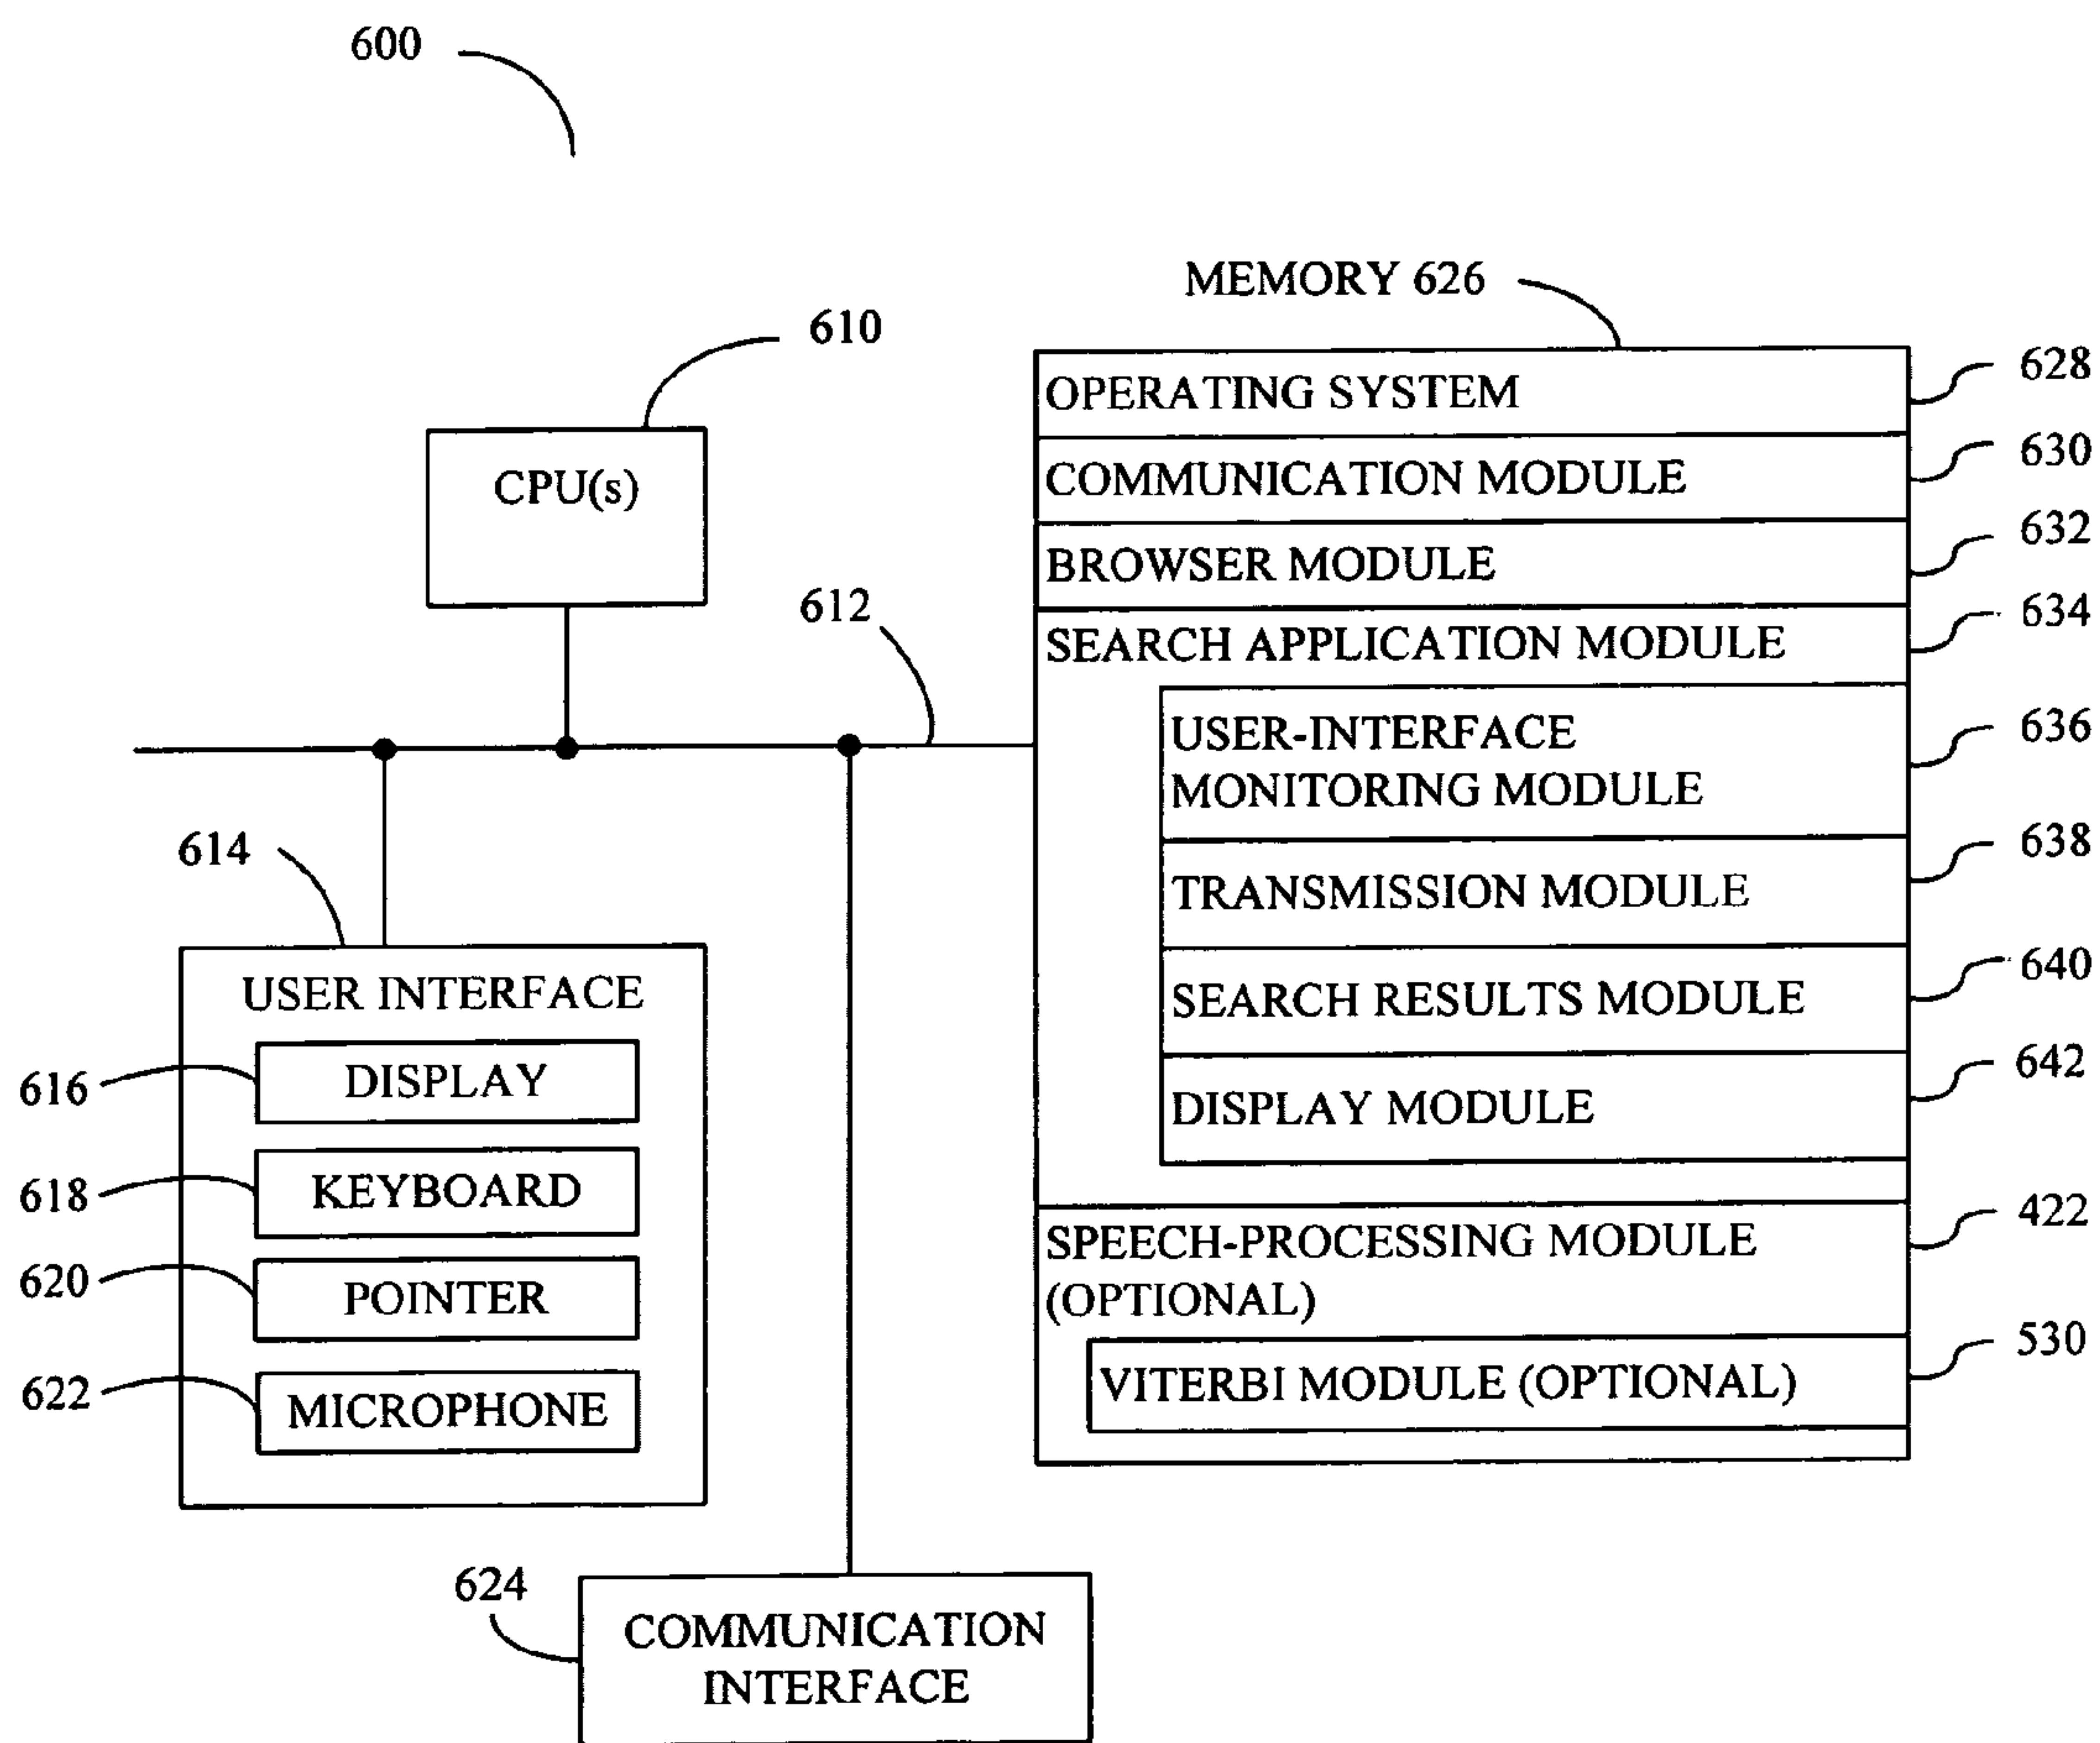 600
MEMORY 626
610
CPU(s)
612
614
USER INTERFACE
616
DISPLAY
618
KEYBOARD
620
POINTER
622
MICROPHONE
624
COMMUNICATION
INTERFACE
OPERATING SYSTEM
628
COMMUNICATION MODULE
630
BROWSER MODULE
632
SEARCH APPLICATION MODULE
634
USER-INTERFACE
MONITORING MODULE
636
TRANSMISSION MODULE
638
SEARCH RESULTS MODULE
640
DISPLAY MODULE
642
SPEECH-PROCESSING MODULE
(OPTIONAL)
422
VITERBI MODULE (OPTIONAL)
530